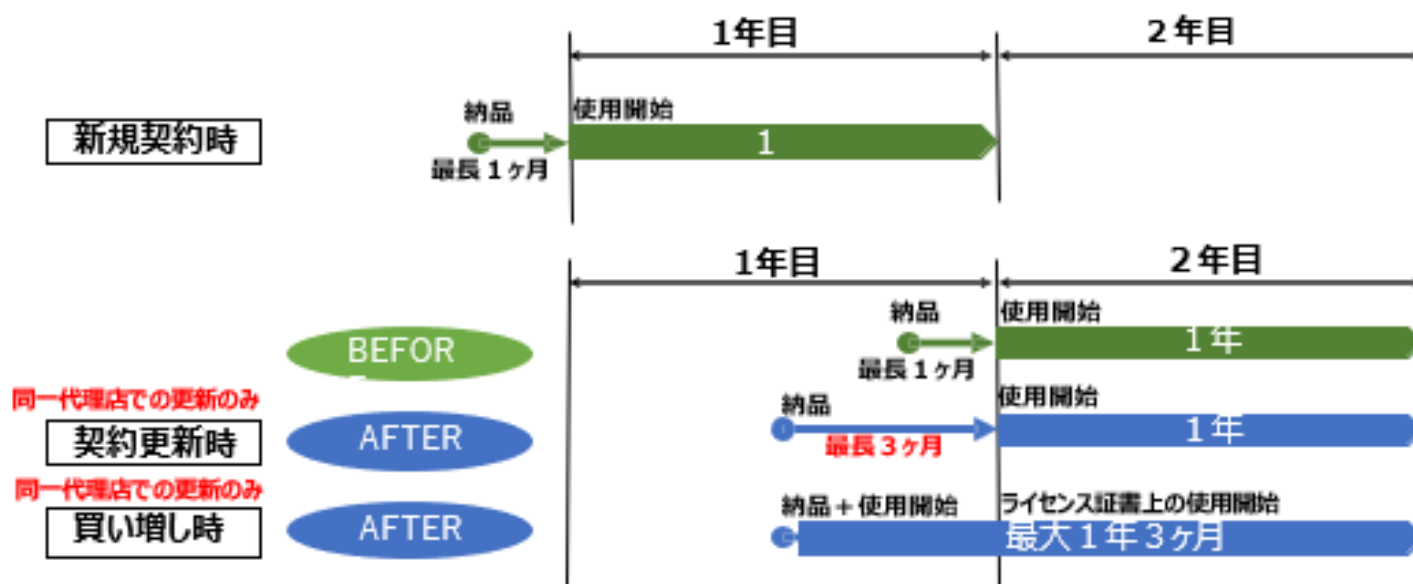 1年目
２年目
納品
使用開始
新規契約時
1
最長１ヶ月
1年目
２年目
納品
使用開始
BEFOR
１年
最長１ヶ月
同一代理店での更新のみ
納品
使用開始
契約更新時
AFTER
１年
最長３ヶ月
同一代理店での更新のみ
納品＋使用開始
ライセンス証書上の使用開始
買い増し時
AFTER
最大１年３ヶ月